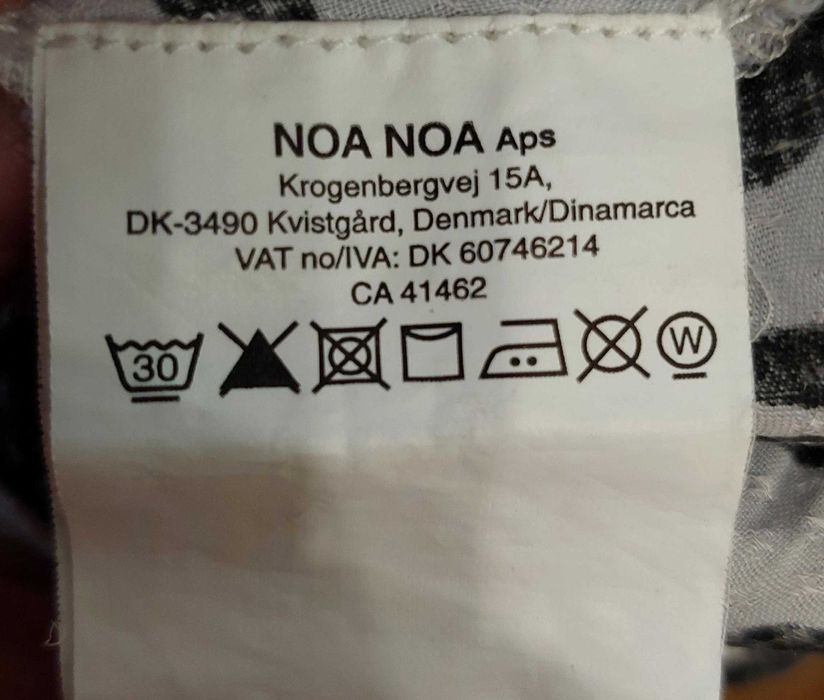 NOA NOA Aps
Krogenbergvej 15A,
DK-3490 Kvistgård, Denmark/Dinamarca
VAT no/IVA: DK 60746214
CA 41462
30 W